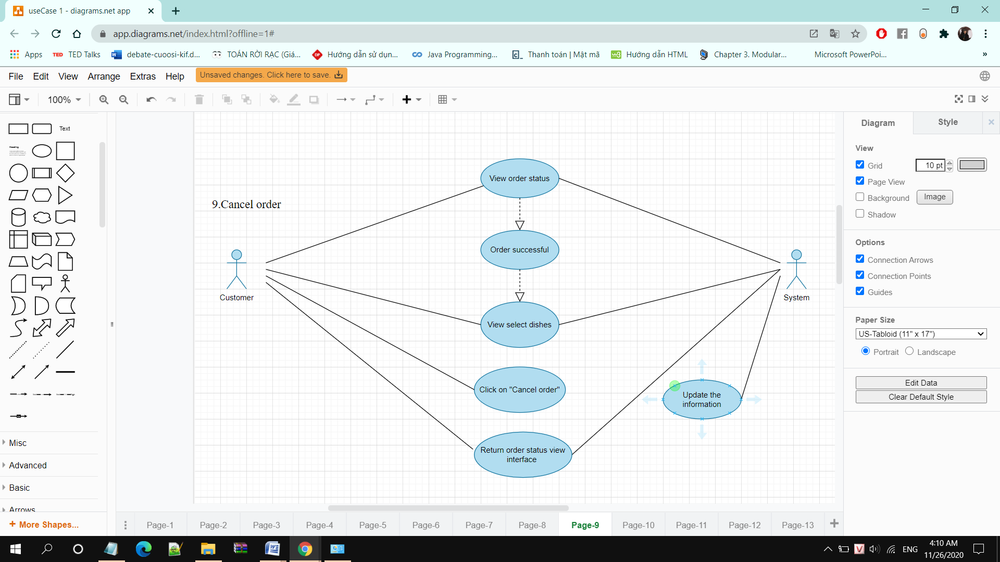 useCase 1 - diagrams.net app
app.diagrams.net/index.html?offline=1#
Apps TED TED Talks debate-cuoosi-kif.d... TOÁN RỜI RẠC (Giá... Hướng dẫn sử dụn... Java Programming... Thanh toán | Mật mã Hướng dẫn HTML Chapter 3. Modular... Microsoft PowerPoi... »
File Edit View Arrange Extras Help Unsaved changes. Click here to save.
100%
Text
Heading
Diagram Style
View
Grid 10 pt
Page View
Background Image
Shadow
Options
Connection Arrows
Connection Points
Guides
Paper Size
US-Tabloid (11" x 17")
Portrait Landscape
Edit Data
Clear Default Style
9.Cancel order
View order status
Order successful
Customer
System
View select dishes
Click on "Cancel order"
Update the
information
Return order status view
interface
Misc
Advanced
Basic
Arrows
+ More Shapes...
Page-1 Page-2 Page-3 Page-4 Page-5 Page-6 Page-7 Page-8 Page-9 Page-10 Page-11 Page-12 Page-13
ENG
4:10 AM
11/26/2020